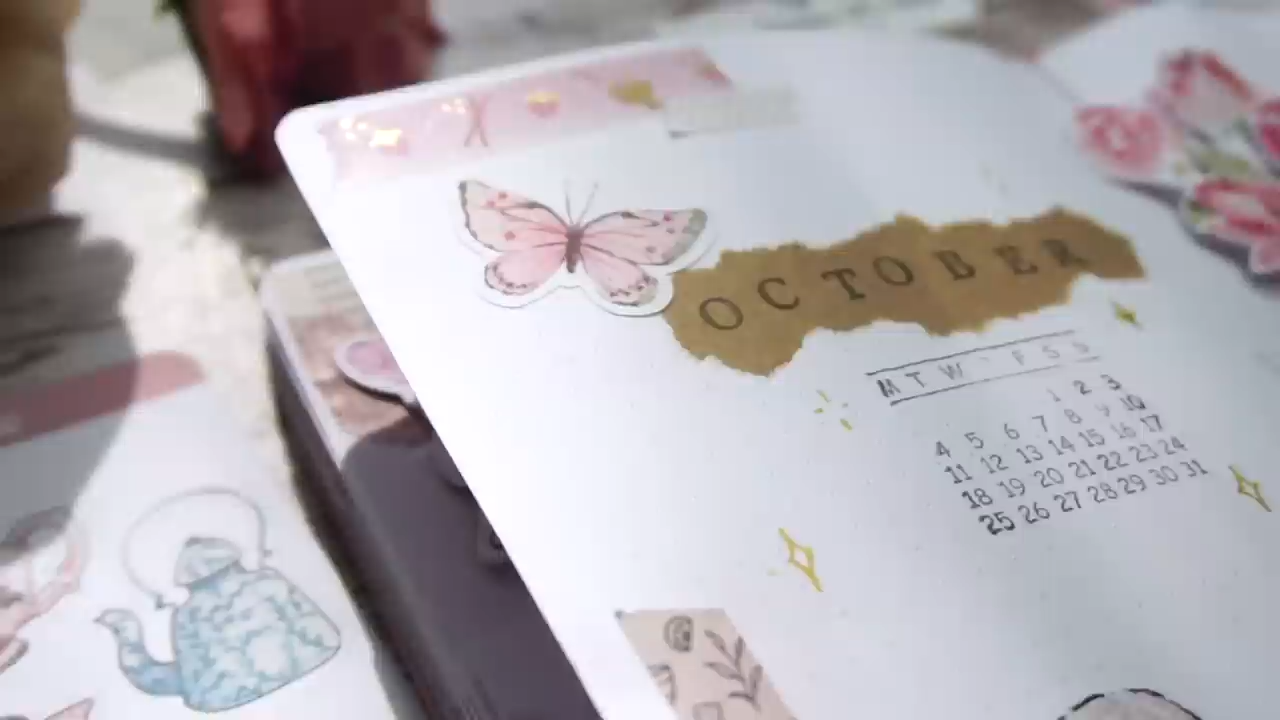 OCTOBER
M T W F S S
1 2 3
4 5 6 7 8 9 10
11 12 13 14 15 16 17
18 19 20 21 22 23 24
25 26 27 28 29 30 31